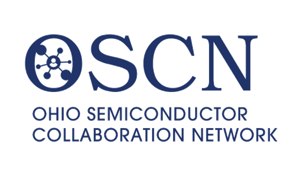 OSCN
OHIO SEMICONDUCTOR
COLLABORATION NETWORK